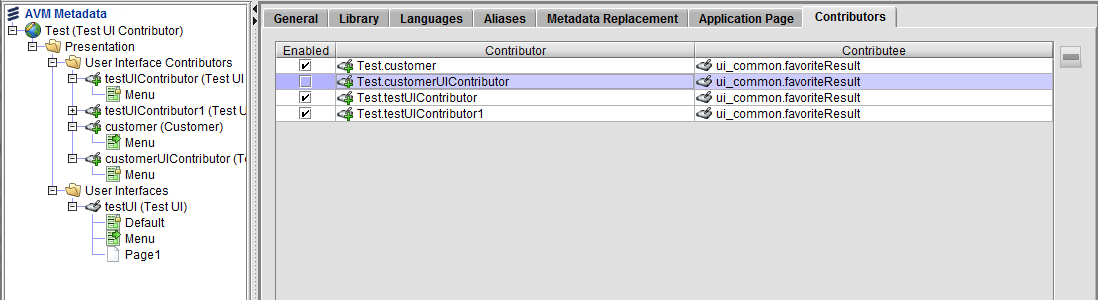 AVM Metadata
Test (Test UI Contributor)
Presentation
User Interface Contributors
testUIContributor (Test UI
Menu
testUIContributor1 (Test U
customer (Customer)
Menu
customerUIContributor (Te
Menu
User Interfaces
testUI (Test UI)
Default
Menu
Page1
General Library Languages Aliases Metadata Replacement Application Page Contributors
Enabled Contributor Contributee
Test.customer ui_common.favoriteResult
Test.customerUIContributor ui_common.favoriteResult
Test.testUIContributor ui_common.favoriteResult
Test.testUIContributor1 ui_common.favoriteResult